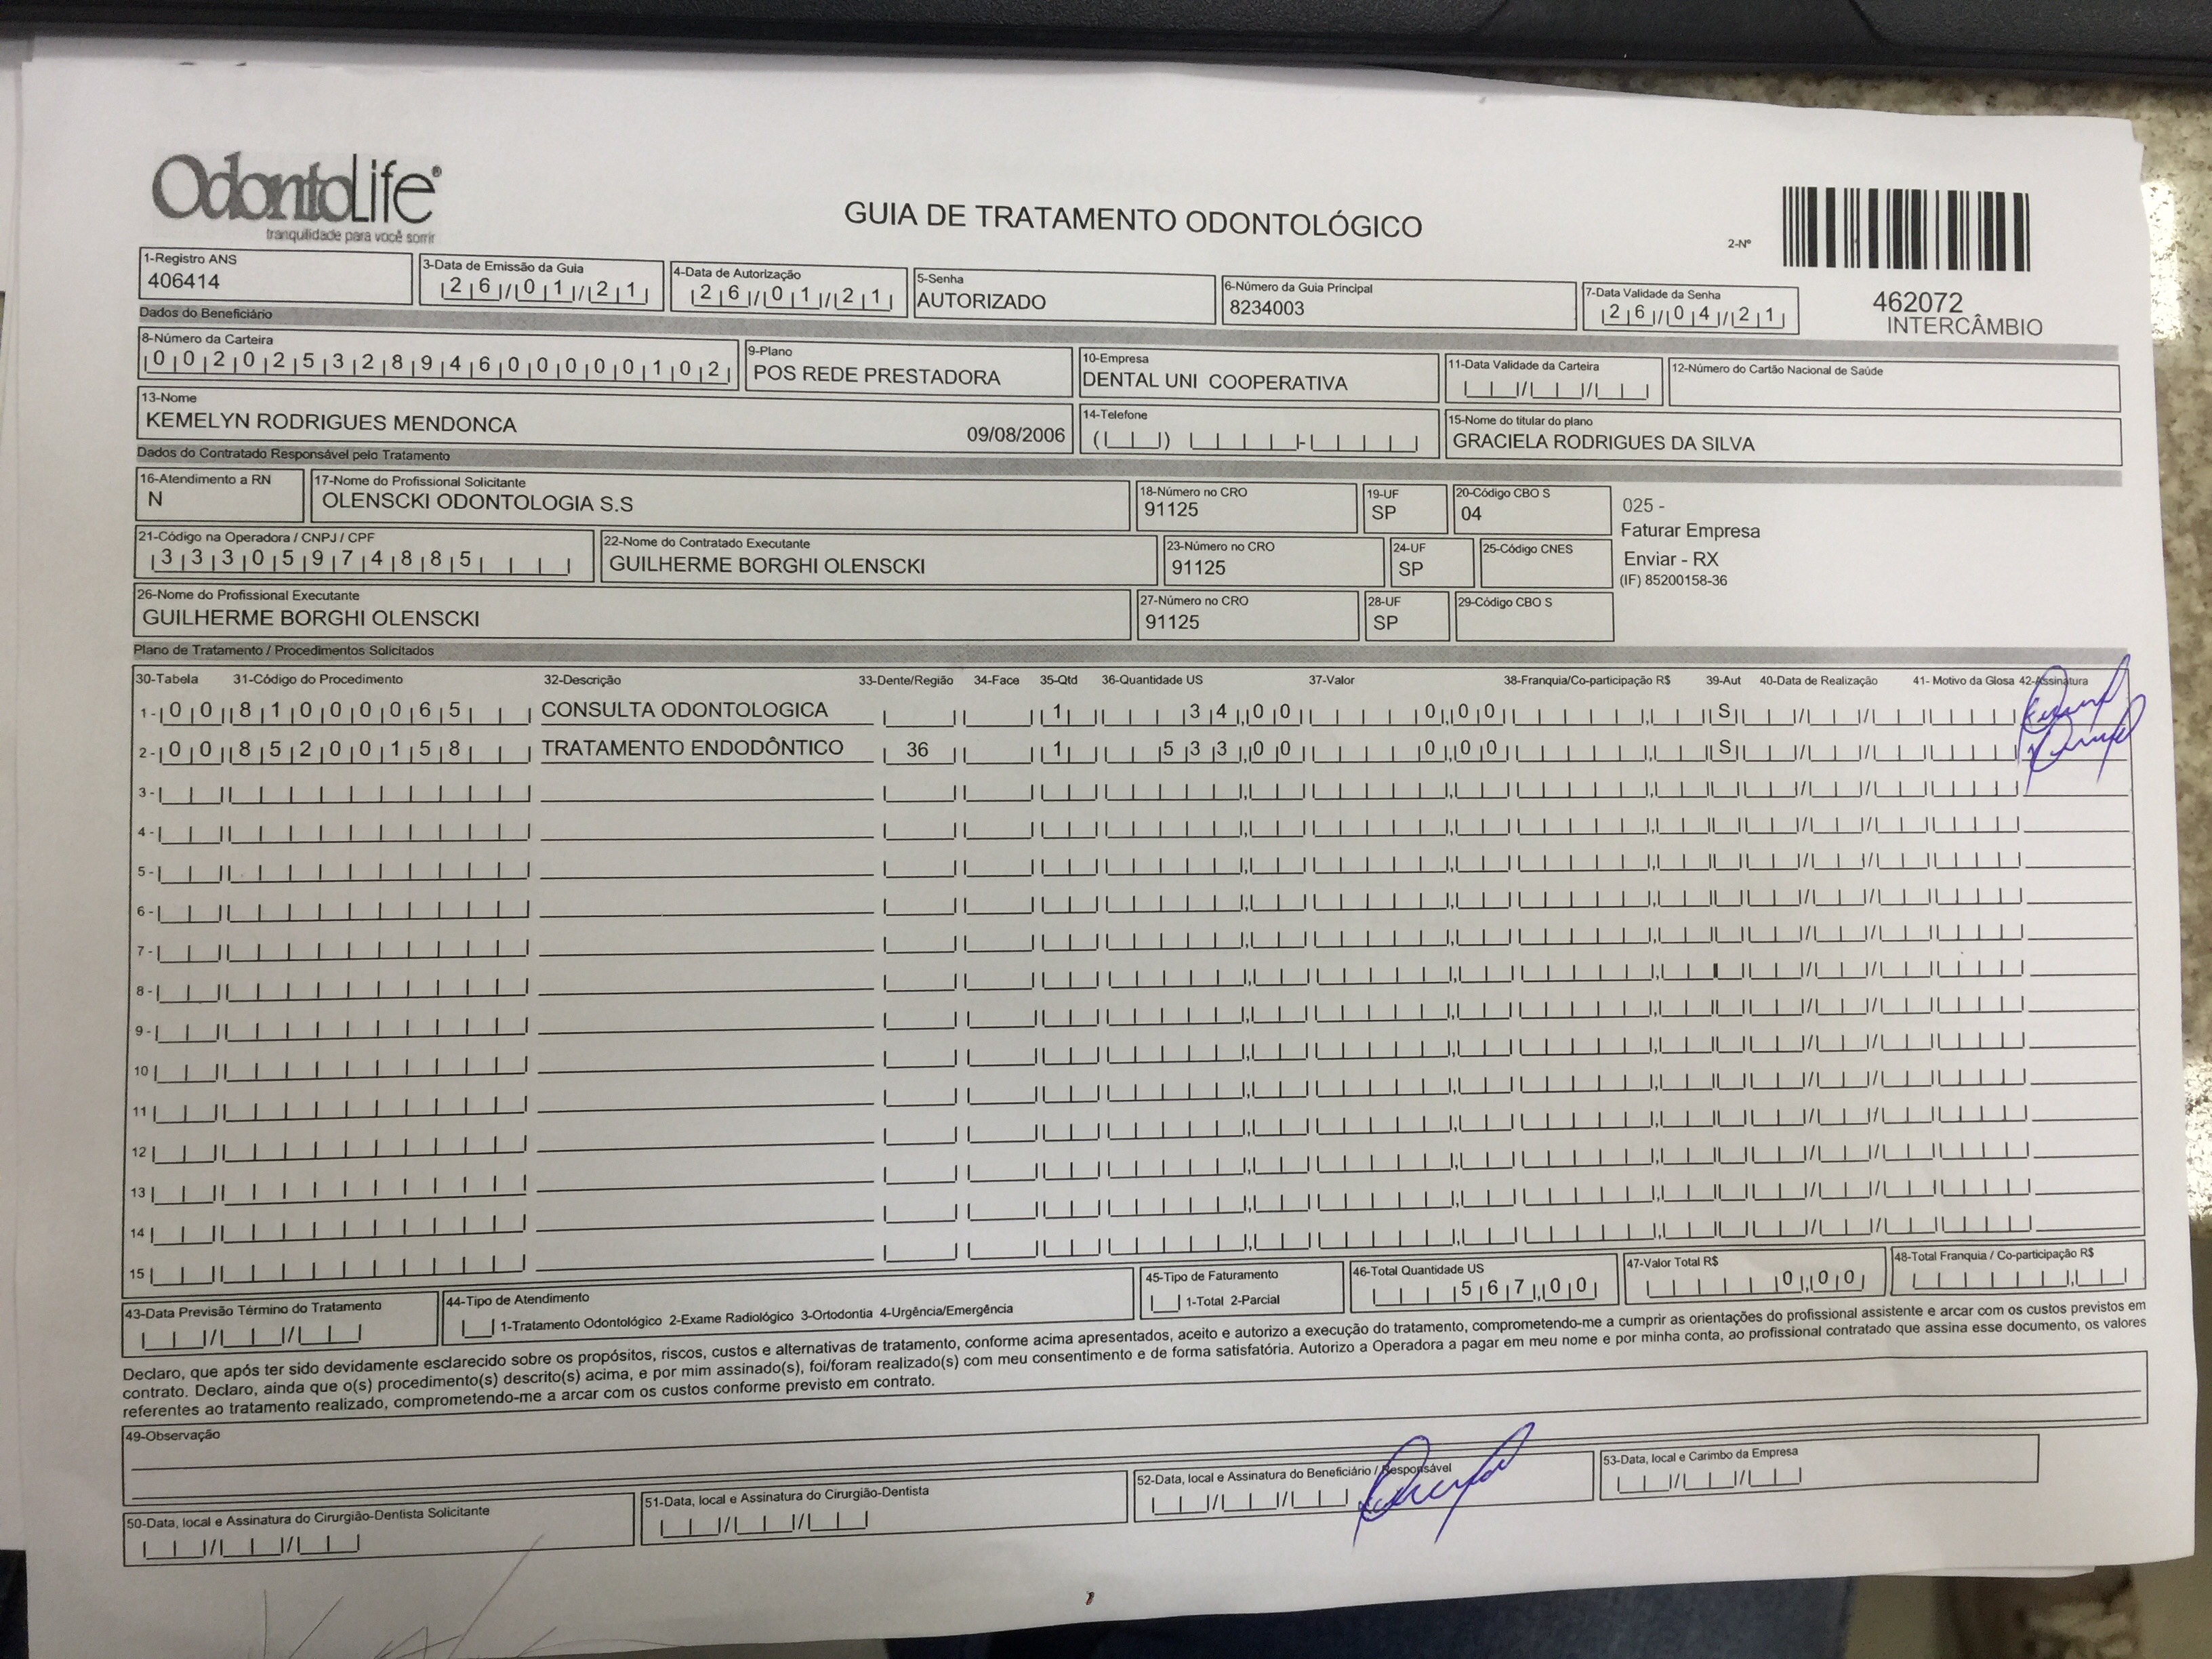 OdontoLife®
tranquilidade para você sorrir
GUIA DE TRATAMENTO ODONTOLÓGICO
2-Nº
462072
INTERCÂMBIO
1-Registro ANS
406414
3-Data de Emissão da Guia
26/01/21
4-Data de Autorização
26/01/21
5-Senha
AUTORIZADO
6-Número da Guia Principal
8234003
7-Data Validade da Senha
26/04/21
Dados do Beneficiário
8-Número da Carteira
00202532894600000102
9-Plano
POS REDE PRESTADORA
10-Empresa
DENTAL UNI COOPERATIVA
11-Data Validade da Carteira
12-Número do Cartão Nacional de Saúde
13-Nome
KEMELYN RODRIGUES MENDONCA 09/08/2006
14-Telefone
15-Nome do titular do plano
GRACIELA RODRIGUES DA SILVA
Dados do Contratado Responsável pelo Tratamento
16-Atendimento a RN
N
17-Nome do Profissional Solicitante
OLENSCKI ODONTOLOGIA S.S
18-Número no CRO
91125
19-UF
SP
20-Código CBO S
04
025 -
Faturar Empresa
Enviar - RX
(IF) 85200158-36
21-Código na Operadora / CNPJ / CPF
33305974885
22-Nome do Contratado Executante
GUILHERME BORGHI OLENSCKI
23-Número no CRO
91125
24-UF
SP
25-Código CNES
26-Nome do Profissional Executante
GUILHERME BORGHI OLENSCKI
27-Número no CRO
91125
28-UF
SP
29-Código CBO S
Plano de Tratamento / Procedimentos Solicitados
30-Tabela 31-Código do Procedimento 32-Descrição 33-Dente/Região 34-Face 35-Qtd 36-Quantidade US 37-Valor 38-Franquia/Co-participação R$ 39-Aut 40-Data de Realização 41- Motivo da Glosa 42-Assinatura
1- 00 81000065 CONSULTA ODONTOLOGICA 1 34,00 0,00 S
2- 00 85200158 TRATAMENTO ENDODÔNTICO 36 1 533,00 0,00 S
3-
4-
5-
6-
7-
8-
9-
10
11
12
13
14
15
43-Data Previsão Término do Tratamento
44-Tipo de Atendimento
1-Tratamento Odontológico 2-Exame Radiológico 3-Ortodontia 4-Urgência/Emergência
45-Tipo de Faturamento
1-Total 2-Parcial
46-Total Quantidade US
567,00
47-Valor Total R$
0,00
48-Total Franquia / Co-participação R$
Declaro, que após ter sido devidamente esclarecido sobre os propósitos, riscos, custos e alternativas de tratamento, conforme acima apresentados, aceito e autorizo a execução do tratamento, comprometendo-me a cumprir as orientações do profissional assistente e arcar com os custos previstos em
contrato. Declaro, ainda que o(s) procedimento(s) descrito(s) acima, e por mim assinado(s), foi/foram realizado(s) com meu consentimento e de forma satisfatória. Autorizo a Operadora a pagar em meu nome e por minha conta, ao profissional contratado que assina esse documento, os valores
referentes ao tratamento realizado, comprometendo-me a arcar com os custos conforme previsto em contrato.
49-Observação
50-Data, local e Assinatura do Cirurgião-Dentista Solicitante
51-Data, local e Assinatura do Cirurgião-Dentista
52-Data, local e Assinatura do Beneficiário / Responsável
53-Data, local e Carimbo da Empresa